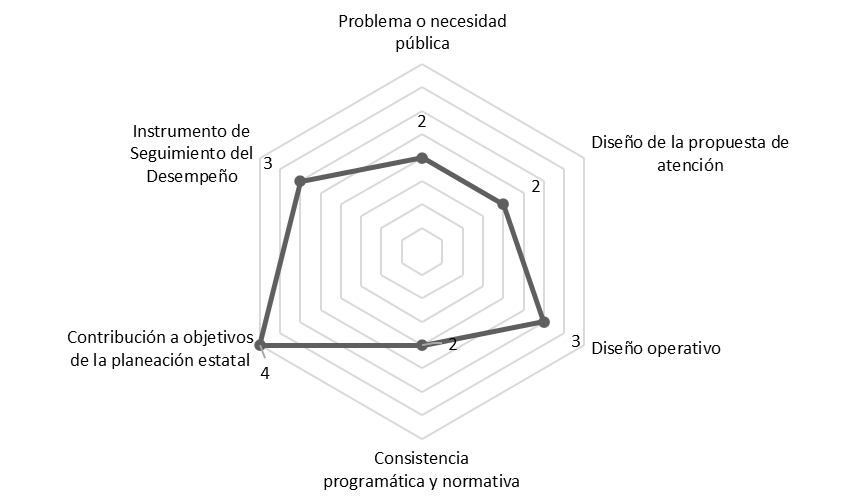 Problema o necesidad
pública
2
Diseño de la propuesta de
atención
2
Diseño operativo
3
Consistencia
programática y normativa
2
Contribución a objetivos
de la planeación estatal
4
Instrumento de
Seguimiento del
Desempeño
3